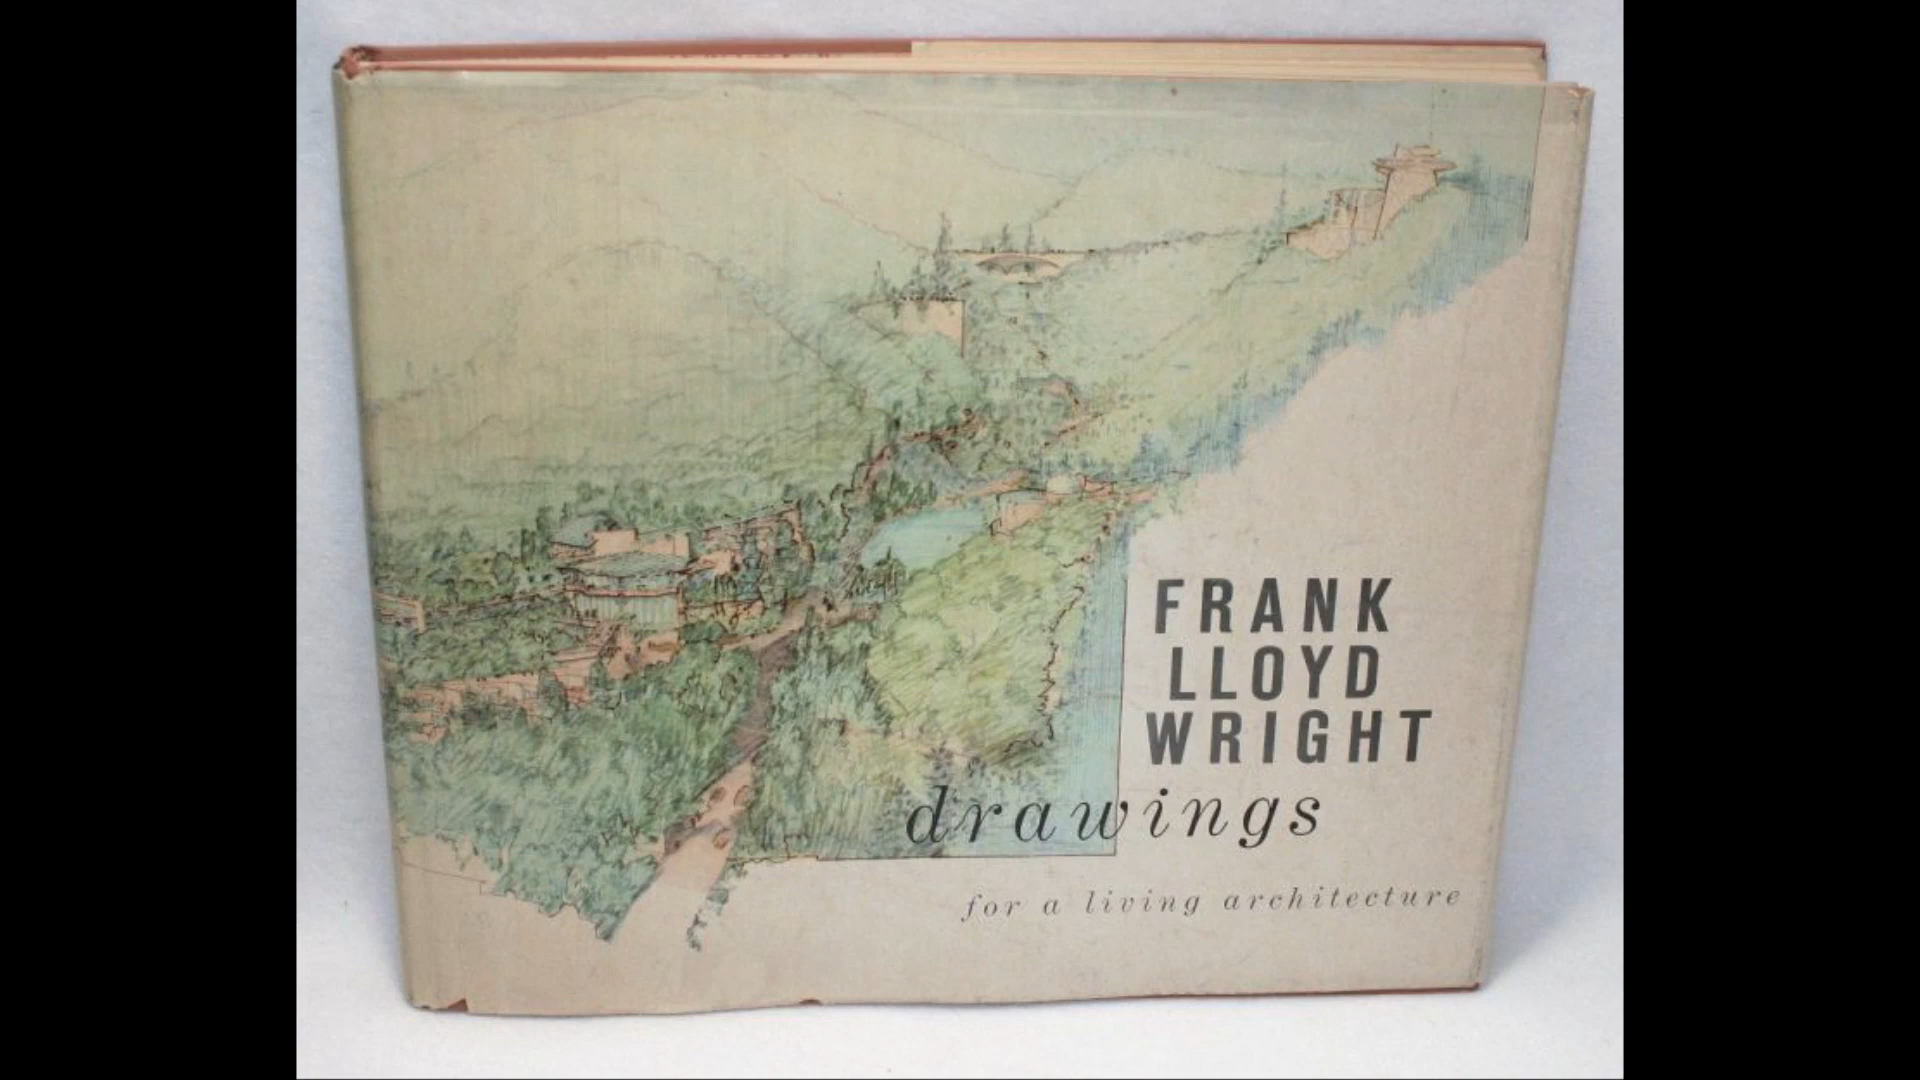 FRANK
LLOYD
WRIGHT
drawings
for a living architecture